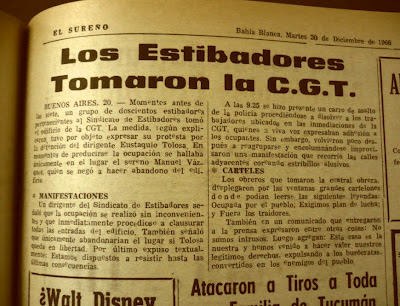 EL SUREÑO
Bahía Blanca, Martes 20 de Diciembre de 1966
Los Estibadores
Tomaron la C.G.T.
BUENOS AIRES, 20. — Momentos antes de
las siete, un grupo de doscientos estibadores
pertenecientes al Sindicato de Estibadores tomó
el edificio de la CGT. La medida, según expli-
caron, tuvo por objeto expresar su protesta por
la detención del dirigente Eustaquio Tolosa. En
momentos de producirse la ocupación se hallaba
únicamente en el lugar el sereno Manuel Váz-
quez, quien se negó a hacer abandono del edi-
ficio.
* MANIFESTACIONES
Un dirigente del Sindicato de Estibadores se-
ñaló que la ocupación se realizó sin inconvenien-
tes y que inmediatamente procedióse a clausurar
todas las entradas del edificio. También señaló
que únicamente abandonarían el lugar si Tolosa
queda en libertad. Por último expuso textual-
mente: Estamos dispuestos a resistir hasta las
últimas consecuencias.
A las 9.25 se hizo presente un carro de asalto
de la policía procediéndose a disolver a los tra-
bajadores ubicados en las inmediaciones de la
CGT, quienes a viva voz expresaban adhesión a
los ocupantes. Sin embargo, volvieron poco des-
pués a reagruparse y encolumnándose improvi-
saron una manifestación que recorrió las calles
adyacentes coreando estribillos alusivos.
* CARTELES
Los obreros que tomaron la central obrera,
desplegaron por las ventanas grandes cartelones
donde podían leerse las siguientes leyendas:
Ocupada por el pueblo. Exigimos plan de lucha;
y Fuera los traidores.
También en un comunicado que entregaron
a la prensa expresaron entre otras cosas: No
somos intrusos. Luego agregan: Esta casa es la
nuestra y hemos venido a hacer valer nuestros
legítimos derechos, expulsando a los burócratas
convertidos en los enemigos del pueblo.
¿Walt Disney
Atacaron a Tiros a Toda
Familia de Tucumán